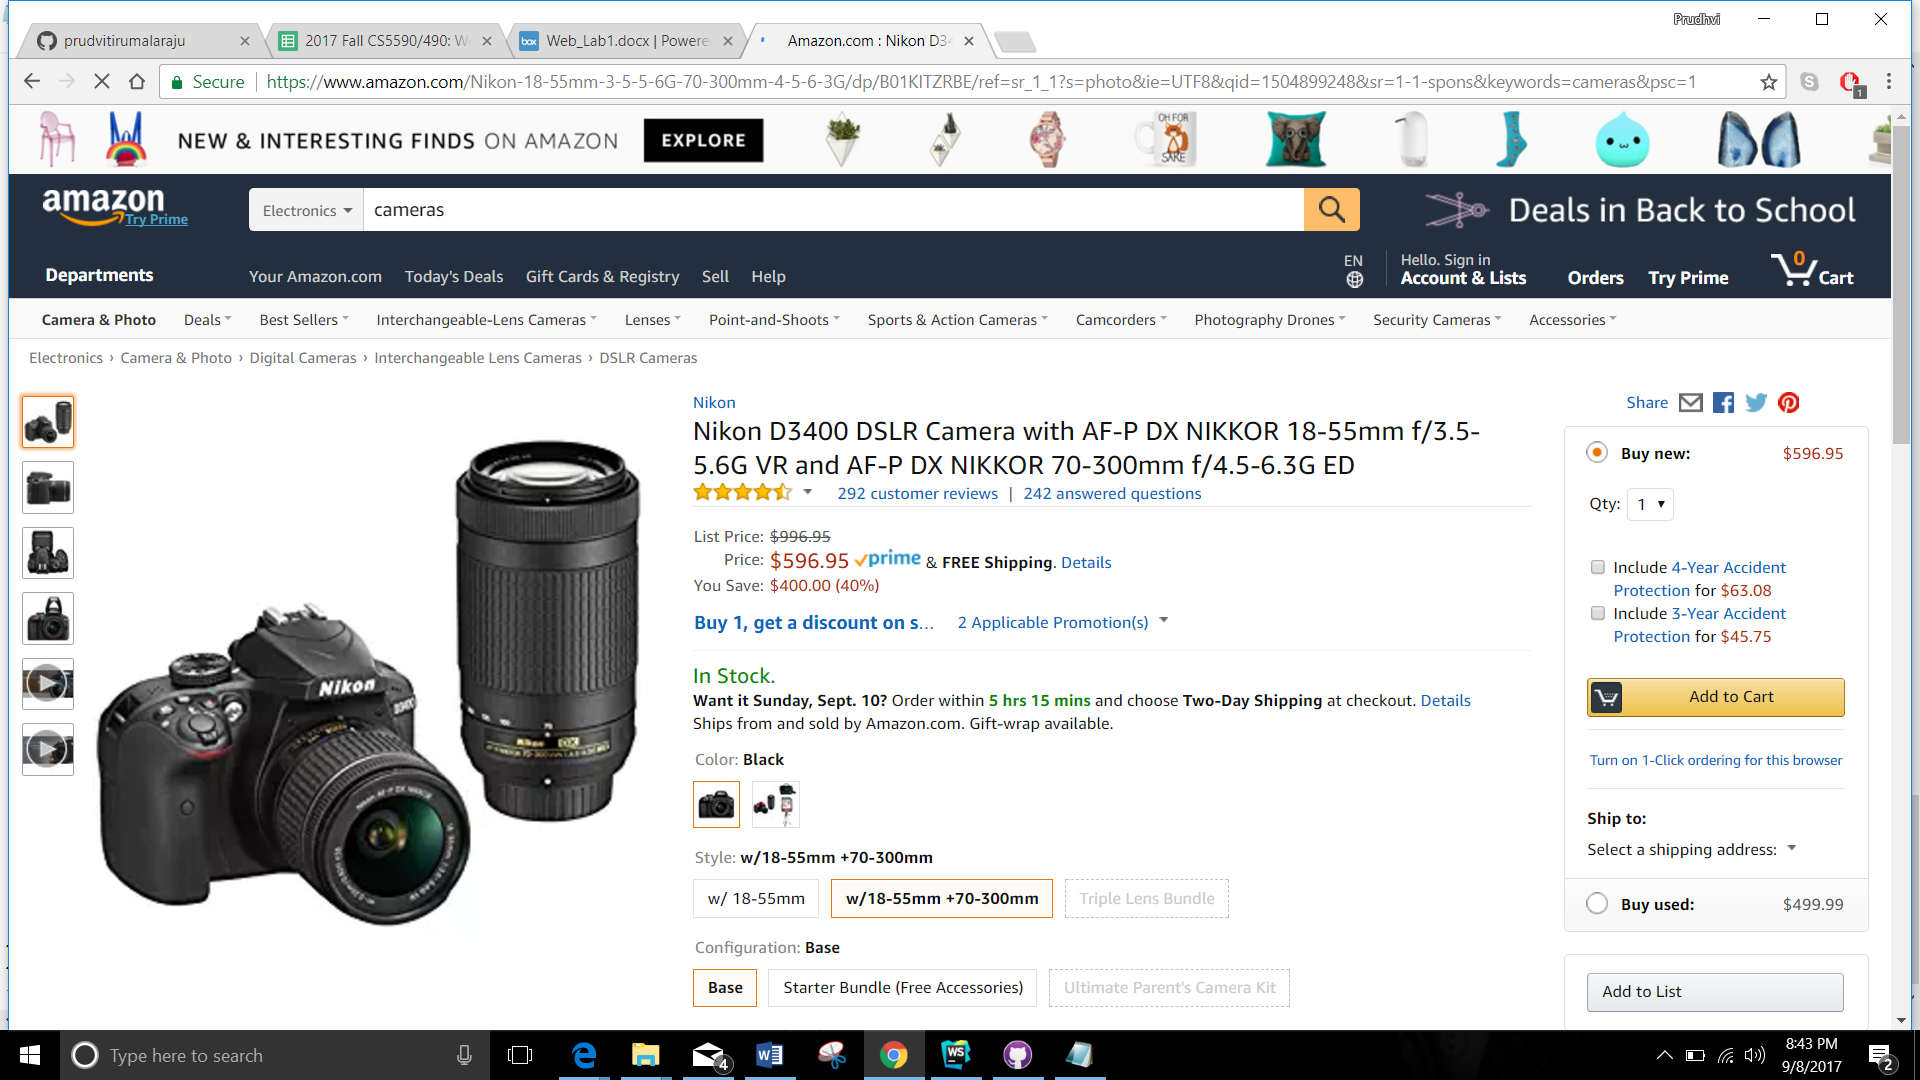 Prudhvi
prudvitirumalaraju
2017 Fall CS5590/490: W
Web_Lab1.docx | Powere
Amazon.com : Nikon D34
Secure
https://www.amazon.com/Nikon-18-55mm-3-5-5-6G-70-300mm-4-5-6-3G/dp/B01KITZRBE/ref=sr_1_1?s=photo&ie=UTF8&qid=1504899248&sr=1-1-spons&keywords=cameras&psc=1
1
NEW & INTERESTING FINDS ON AMAZON
EXPLORE
OH FOR
SAKE
amazon
Try Prime
Electronics
cameras
Deals in Back to School
Departments
Your Amazon.com
Today's Deals
Gift Cards & Registry
Sell
Help
EN
Hello. Sign in
Account & Lists
Orders
Try Prime
0
Cart
Camera & Photo
Deals
Best Sellers
Interchangeable-Lens Cameras
Lenses
Point-and-Shoots
Sports & Action Cameras
Camcorders
Photography Drones
Security Cameras
Accessories
Electronics › Camera & Photo › Digital Cameras › Interchangeable Lens Cameras › DSLR Cameras
Nikon
Nikon D3400 DSLR Camera with AF-P DX NIKKOR 18-55mm f/3.5-
5.6G VR and AF-P DX NIKKOR 70-300mm f/4.5-6.3G ED
292 customer reviews | 242 answered questions
List Price: $996.95
Price: $596.95 prime & FREE Shipping. Details
You Save: $400.00 (40%)
Buy 1, get a discount on s...
2 Applicable Promotion(s)
In Stock.
Want it Sunday, Sept. 10? Order within 5 hrs 15 mins and choose Two-Day Shipping at checkout. Details
Ships from and sold by Amazon.com. Gift-wrap available.
Color: Black
Style: w/18-55mm +70-300mm
w/ 18-55mm
w/18-55mm +70-300mm
Triple Lens Bundle
Configuration: Base
Base
Starter Bundle (Free Accessories)
Ultimate Parent's Camera Kit
Nikon
Share
Buy new:
$596.95
Qty: 1
Include 4-Year Accident
Protection for $63.08
Include 3-Year Accident
Protection for $45.75
Add to Cart
Turn on 1-Click ordering for this browser
Ship to:
Select a shipping address:
Buy used:
$499.99
Add to List
Type here to search
4
WS
8:43 PM
9/8/2017
2